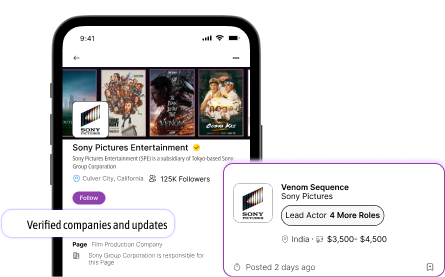 9:41
SONY
PICTURES
VENOM
COBRA KAI
Sony Pictures Entertainment
Sony Pictures Entertainment (SPE) is a subsidiary of Tokyo-based Sony
Group Corporation
Culver City, California 125K Followers
Follow
Verified companies and updates
Page Film Production Company
Sony Group Corporation is responsible for
this Page
SONY
PICTURES
Venom Sequence
Sony Pictures
Lead Actor 4 More Roles
India · $3,500- $4,500
Posted 2 days ago